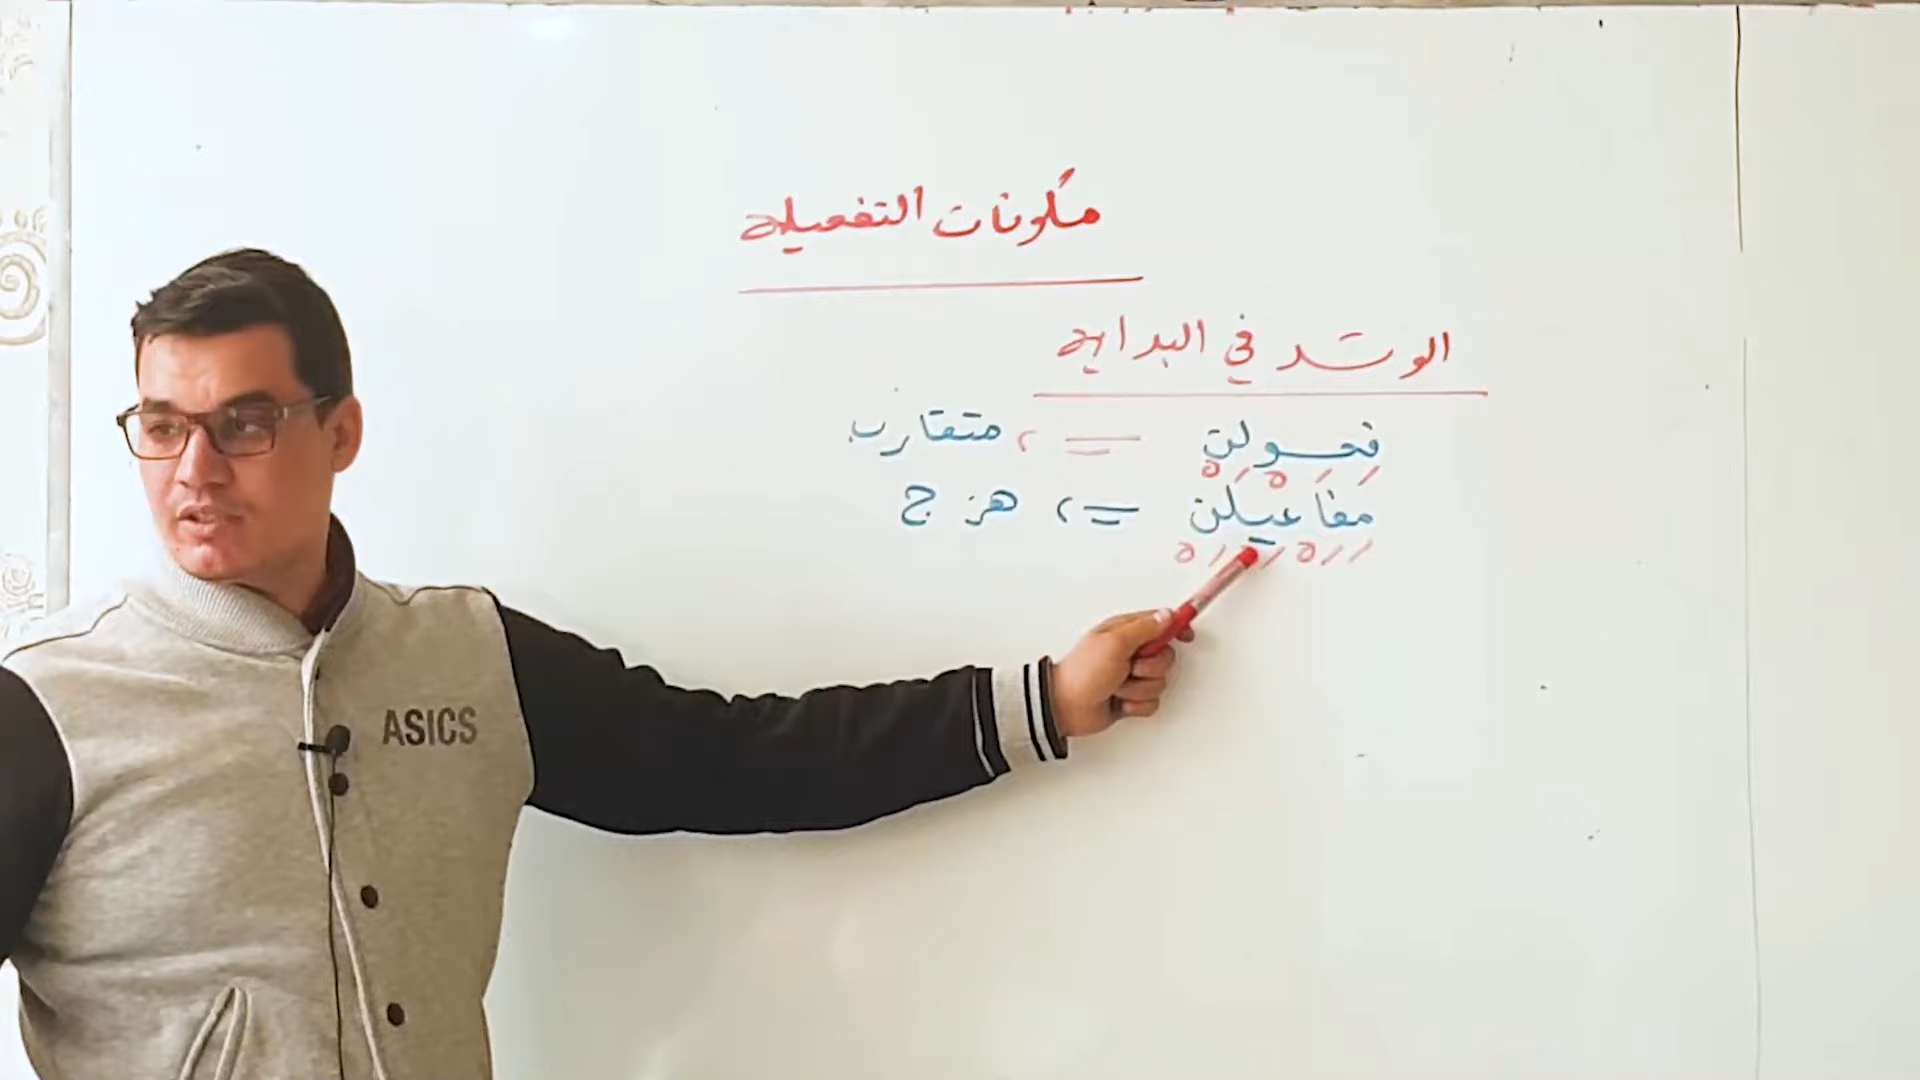 مكونات التفعيلة
الوتد في البداية
فعولن => متقارب
//o/o
مفاعيلن => هزج
//o/o/o
ASICS